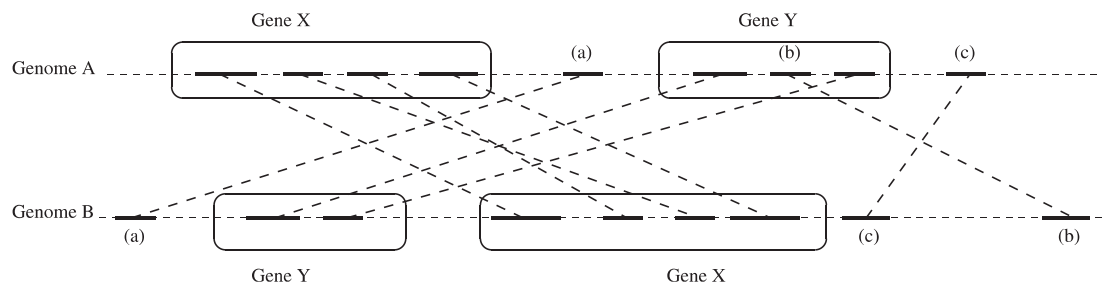 Gene X Gene Y
(a) (b) (c)
Genome A
Genome B
(a) (c) (b)
Gene Y Gene X